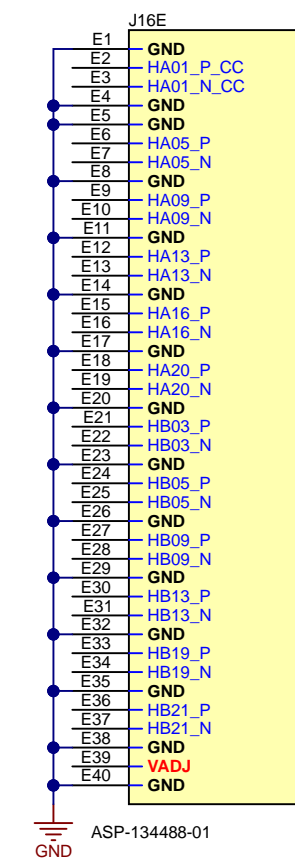 J16E
E1 GND
E2 HA01_P_CC
E3 HA01_N_CC
E4 GND
E5 GND
E6 HA05_P
E7 HA05_N
E8 GND
E9 HA09_P
E10 HA09_N
E11 GND
E12 HA13_P
E13 HA13_N
E14 GND
E15 HA16_P
E16 HA16_N
E17 GND
E18 HA20_P
E19 HA20_N
E20 GND
E21 HB03_P
E22 HB03_N
E23 GND
E24 HB05_P
E25 HB05_N
E26 GND
E27 HB09_P
E28 HB09_N
E29 GND
E30 HB13_P
E31 HB13_N
E32 GND
E33 HB19_P
E34 HB19_N
E35 GND
E36 HB21_P
E37 HB21_N
E38 GND
E39 VADJ
E40 GND
ASP-134488-01
GND